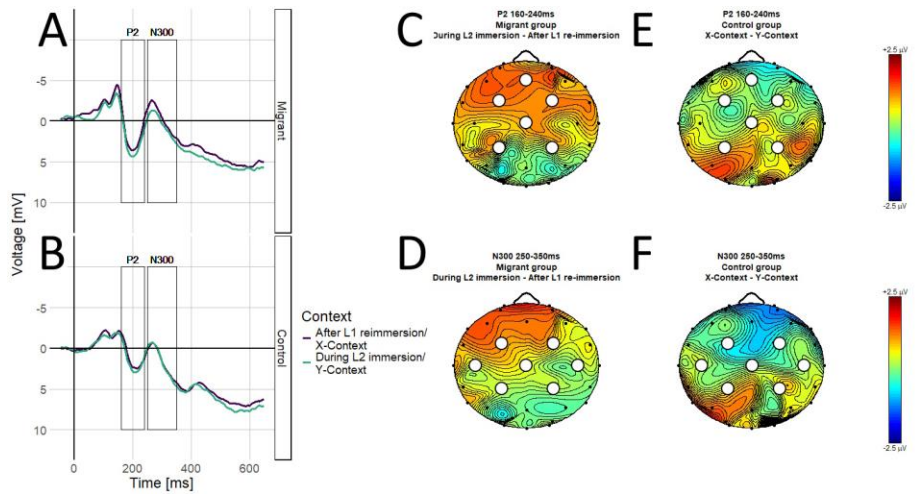 A
P2 N300
-5
0
5
10
Migrant
B
P2 N300
-5
0
5
10
Control
Voltage [mV]
0 200 400 600
Time [ms]
Context
After L1 reimmersion/
X-Context
During L2 immersion/
Y-Context
C
P2 160-240ms
Migrant group
During L2 immersion - After L1 re-immersion
E
P2 160-240ms
Control group
X-Context - Y-Context
+2.5 µV
-2.5 µV
D
N300 250-350ms
Migrant group
During L2 immersion - After L1 re-immersion
F
N300 250-350ms
Control group
X-Context - Y-Context
+2.5 µV
-2.5 µV